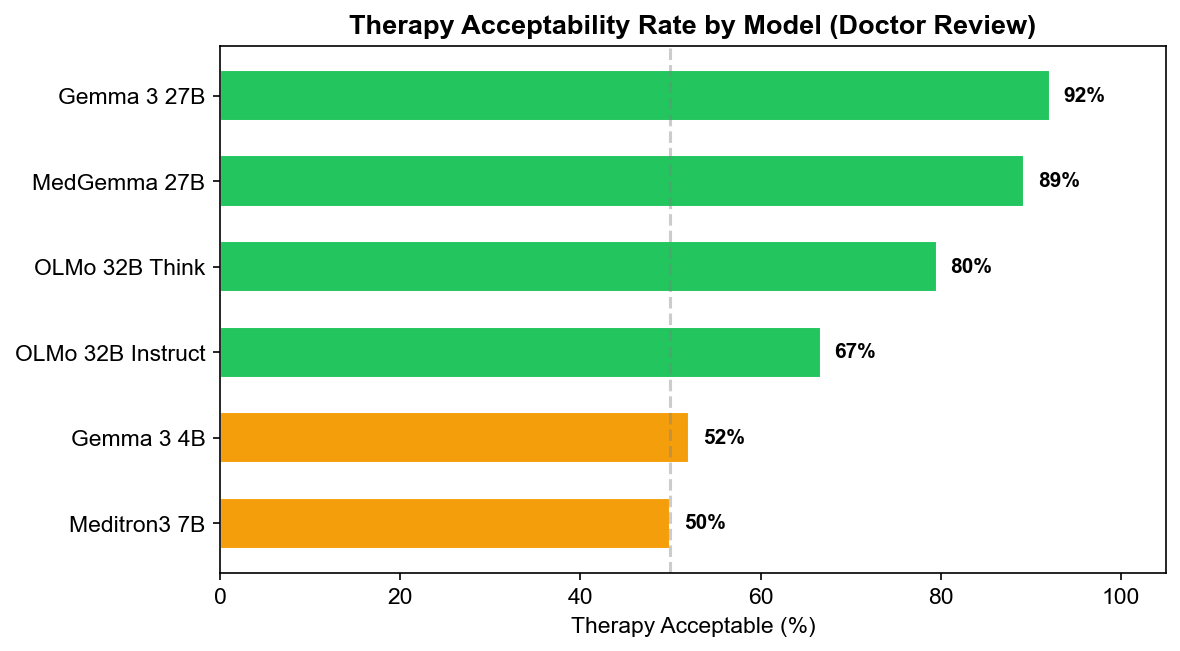 Therapy Acceptability Rate by Model (Doctor Review)
Gemma 3 27B 92%
MedGemma 27B 89%
OLMo 32B Think 80%
OLMo 32B Instruct 67%
Gemma 3 4B 52%
Meditron3 7B 50%
0 20 40 60 80 100
Therapy Acceptable (%)